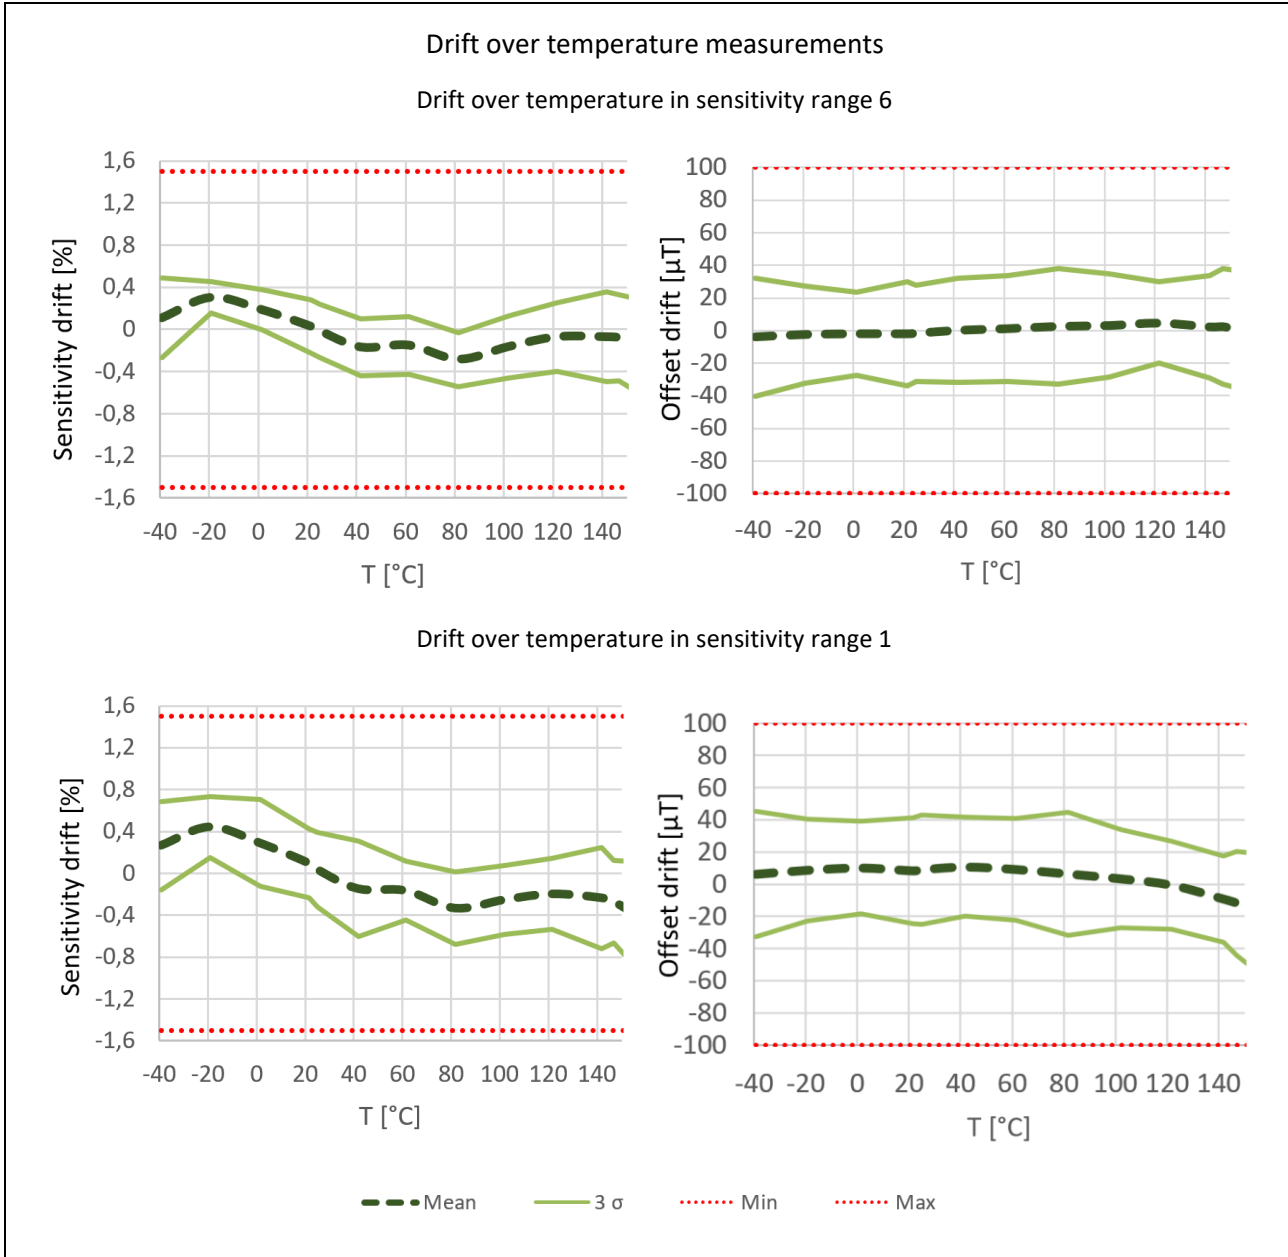 Drift over temperature measurements
Drift over temperature in sensitivity range 6
Sensitivity drift [%]
1,6
1,2
0,8
0,4
0
-0,4
-0,8
-1,2
-1,6
-40 -20 0 20 40 60 80 100 120 140
T [°C]
Offset drift [µT]
100
80
60
40
20
0
-20
-40
-60
-80
-100
-40 -20 0 20 40 60 80 100 120 140
T [°C]
Drift over temperature in sensitivity range 1
Sensitivity drift [%]
1,6
1,2
0,8
0,4
0
-0,4
-0,8
-1,2
-1,6
-40 -20 0 20 40 60 80 100 120 140
T [°C]
Offset drift [µT]
100
80
60
40
20
0
-20
-40
-60
-80
-100
-40 -20 0 20 40 60 80 100 120 140
T [°C]
Mean 3 σ Min Max